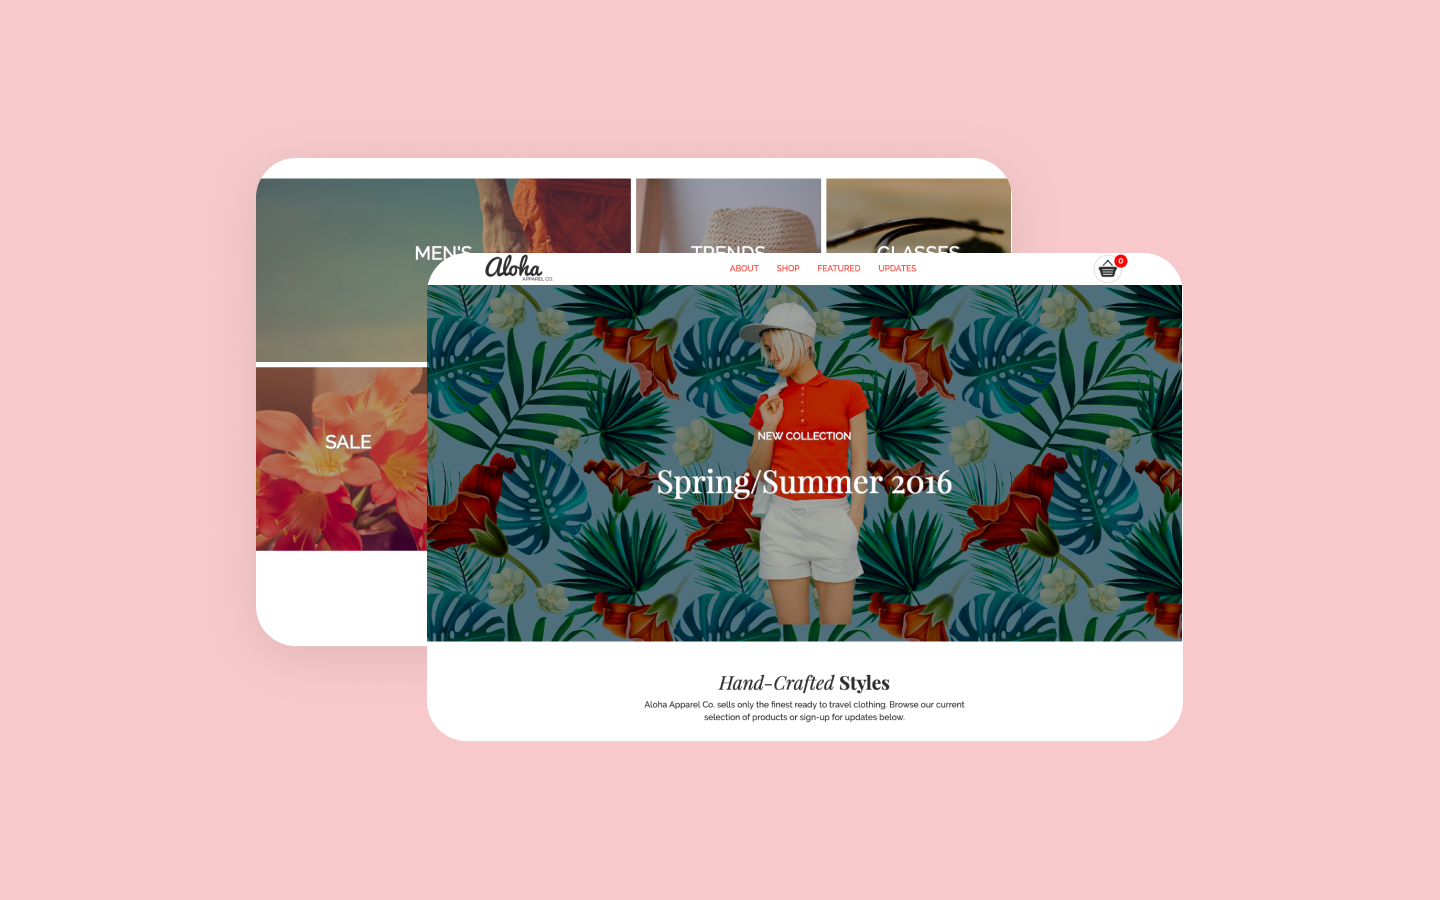 MEN'S
TRENDS
GLASSES
SALE
Aloha
APPAREL CO.
ABOUT SHOP FEATURED UPDATES
0
NEW COLLECTION
Spring/Summer 2016
Hand-Crafted Styles
Aloha Apparel Co. sells only the finest ready to travel clothing. Browse our current
selection of products or sign-up for updates below.